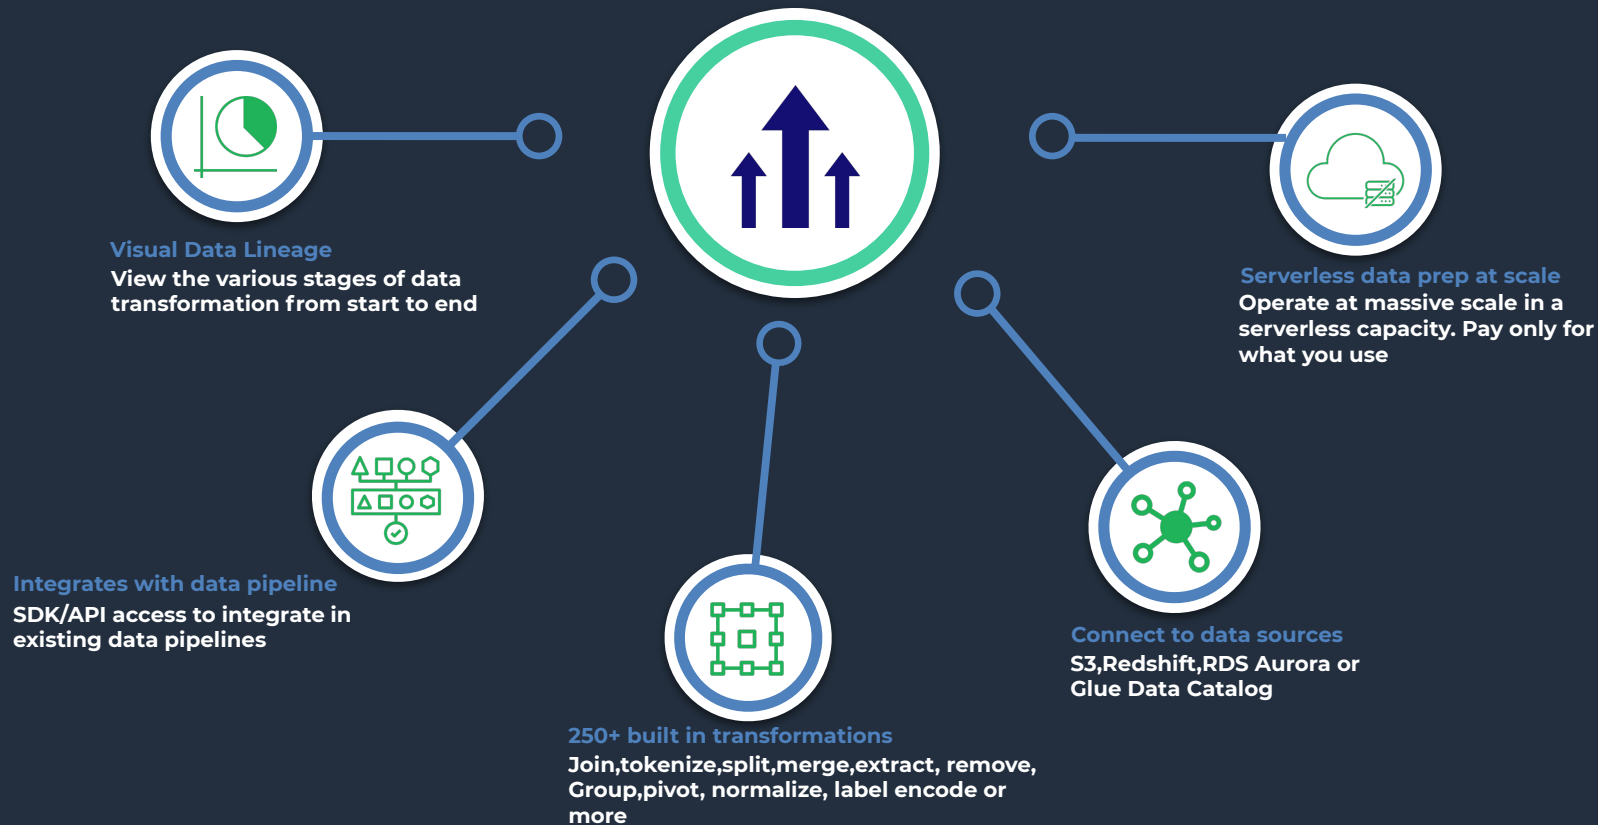 Visual Data Lineage
View the various stages of data
transformation from start to end
Serverless data prep at scale
Operate at massive scale in a
serverless capacity. Pay only for
what you use
Integrates with data pipeline
SDK/API access to integrate in
existing data pipelines
Connect to data sources
S3,Redshift,RDS Aurora or
Glue Data Catalog
250+ built in transformations
Join,tokenize,split,merge,extract, remove,
Group,pivot, normalize, label encode or
more